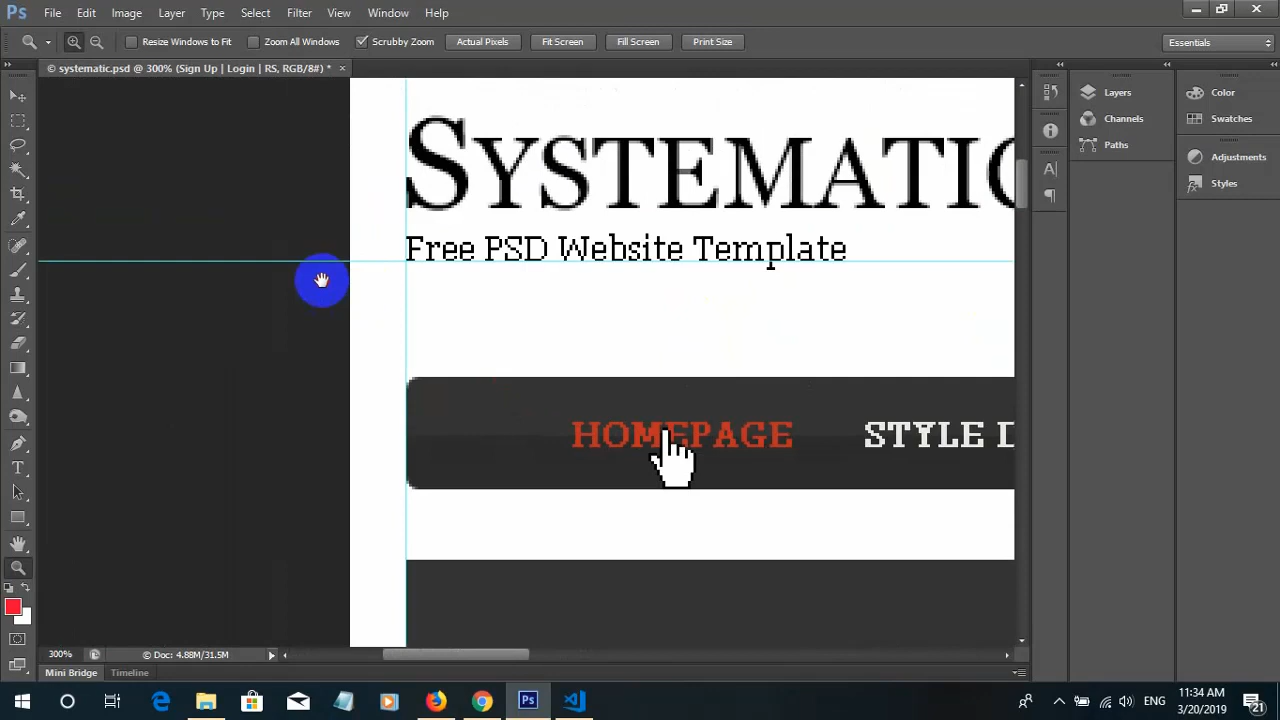 Ps File Edit Image Layer Type Select Filter View Window Help
Resize Windows to Fit Zoom All Windows Scrubby Zoom Actual Pixels Fit Screen Fill Screen Print Size Essentials
© systematic.psd @ 300% (Sign Up | Login | RS, RGB/8#) * ×
Layers
Channels
Paths
Color
Swatches
Adjustments
Styles
SYSTEMATIC
Free PSD Website Template
HOMEPAGE STYLE D
300% © Doc: 4.88M/31.5M
Mini Bridge Timeline
Ps ENG 11:34 AM
3/20/2019 21